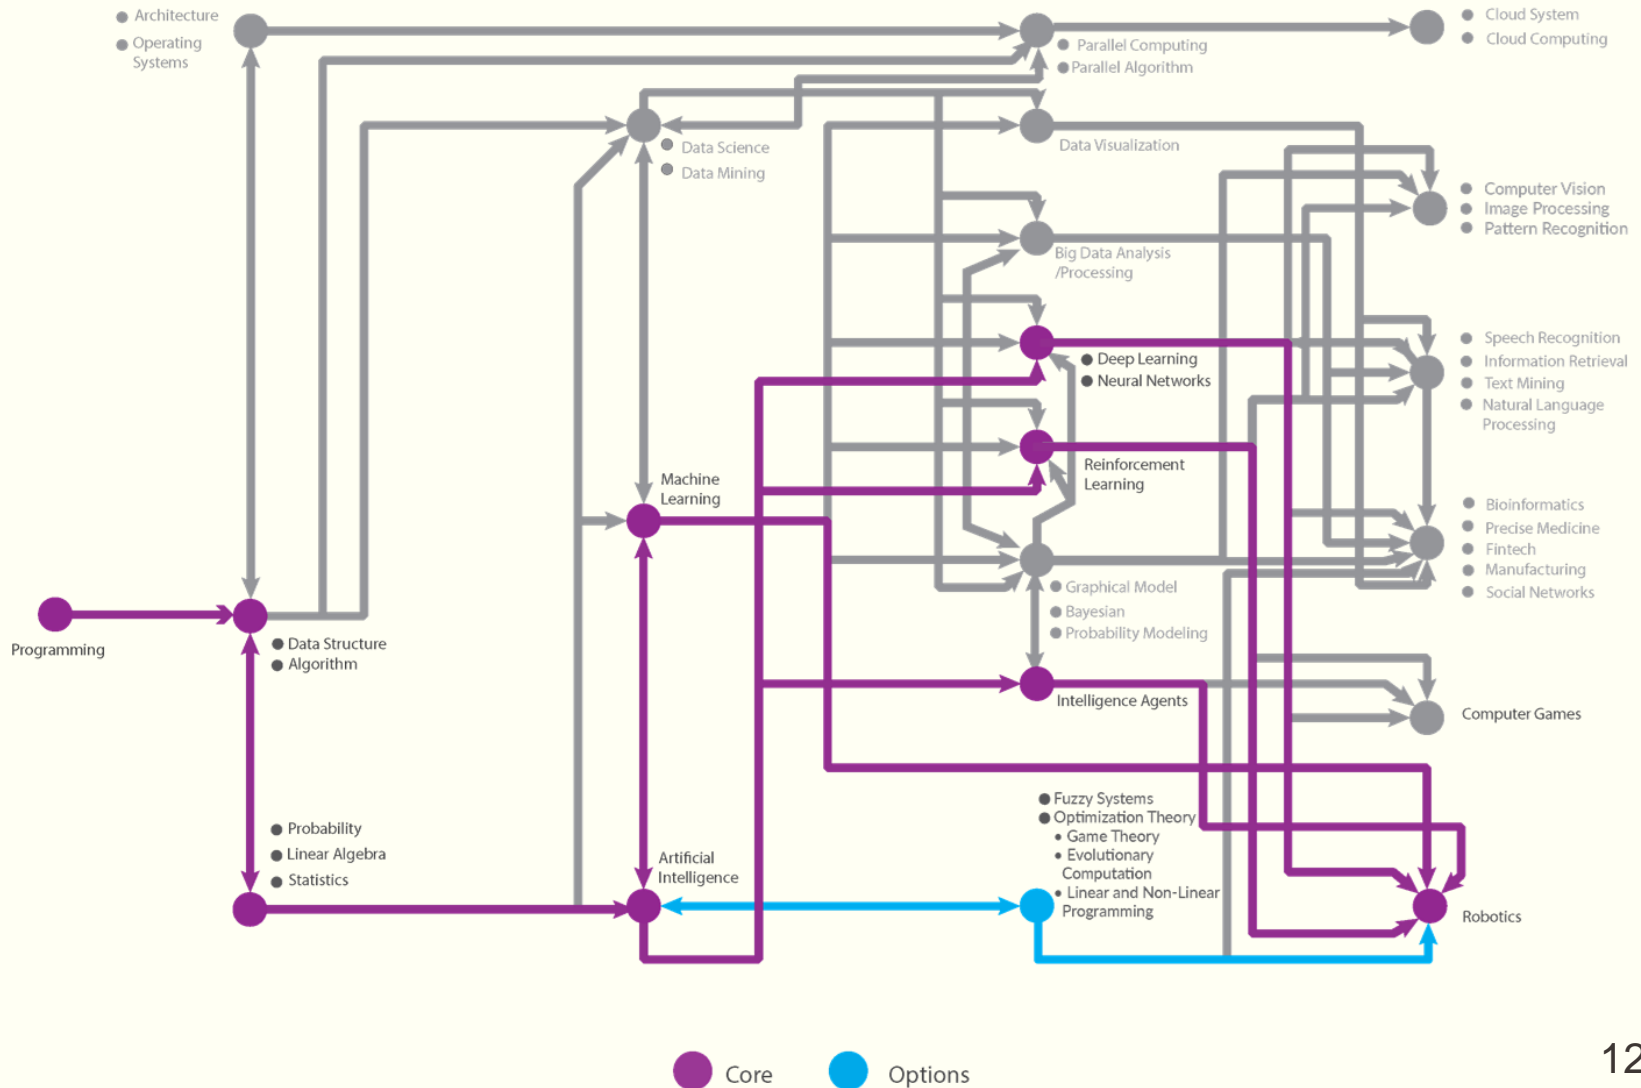 Architecture
Operating
Systems
Parallel Computing
Parallel Algorithm
Cloud System
Cloud Computing
Data Science
Data Mining
Data Visualization
Computer Vision
Image Processing
Pattern Recognition
Big Data Analysis
/Processing
Deep Learning
Neural Networks
Speech Recognition
Information Retrieval
Text Mining
Natural Language
Processing
Machine
Learning
Reinforcement
Learning
Bioinformatics
Precise Medicine
Fintech
Manufacturing
Social Networks
Graphical Model
Bayesian
Probability Modeling
Programming
Data Structure
Algorithm
Intelligence Agents
Computer Games
Probability
Linear Algebra
Statistics
Artificial
Intelligence
Fuzzy Systems
Optimization Theory
Game Theory
Evolutionary
Computation
Linear and Non-Linear
Programming
Robotics
Core
Options
12